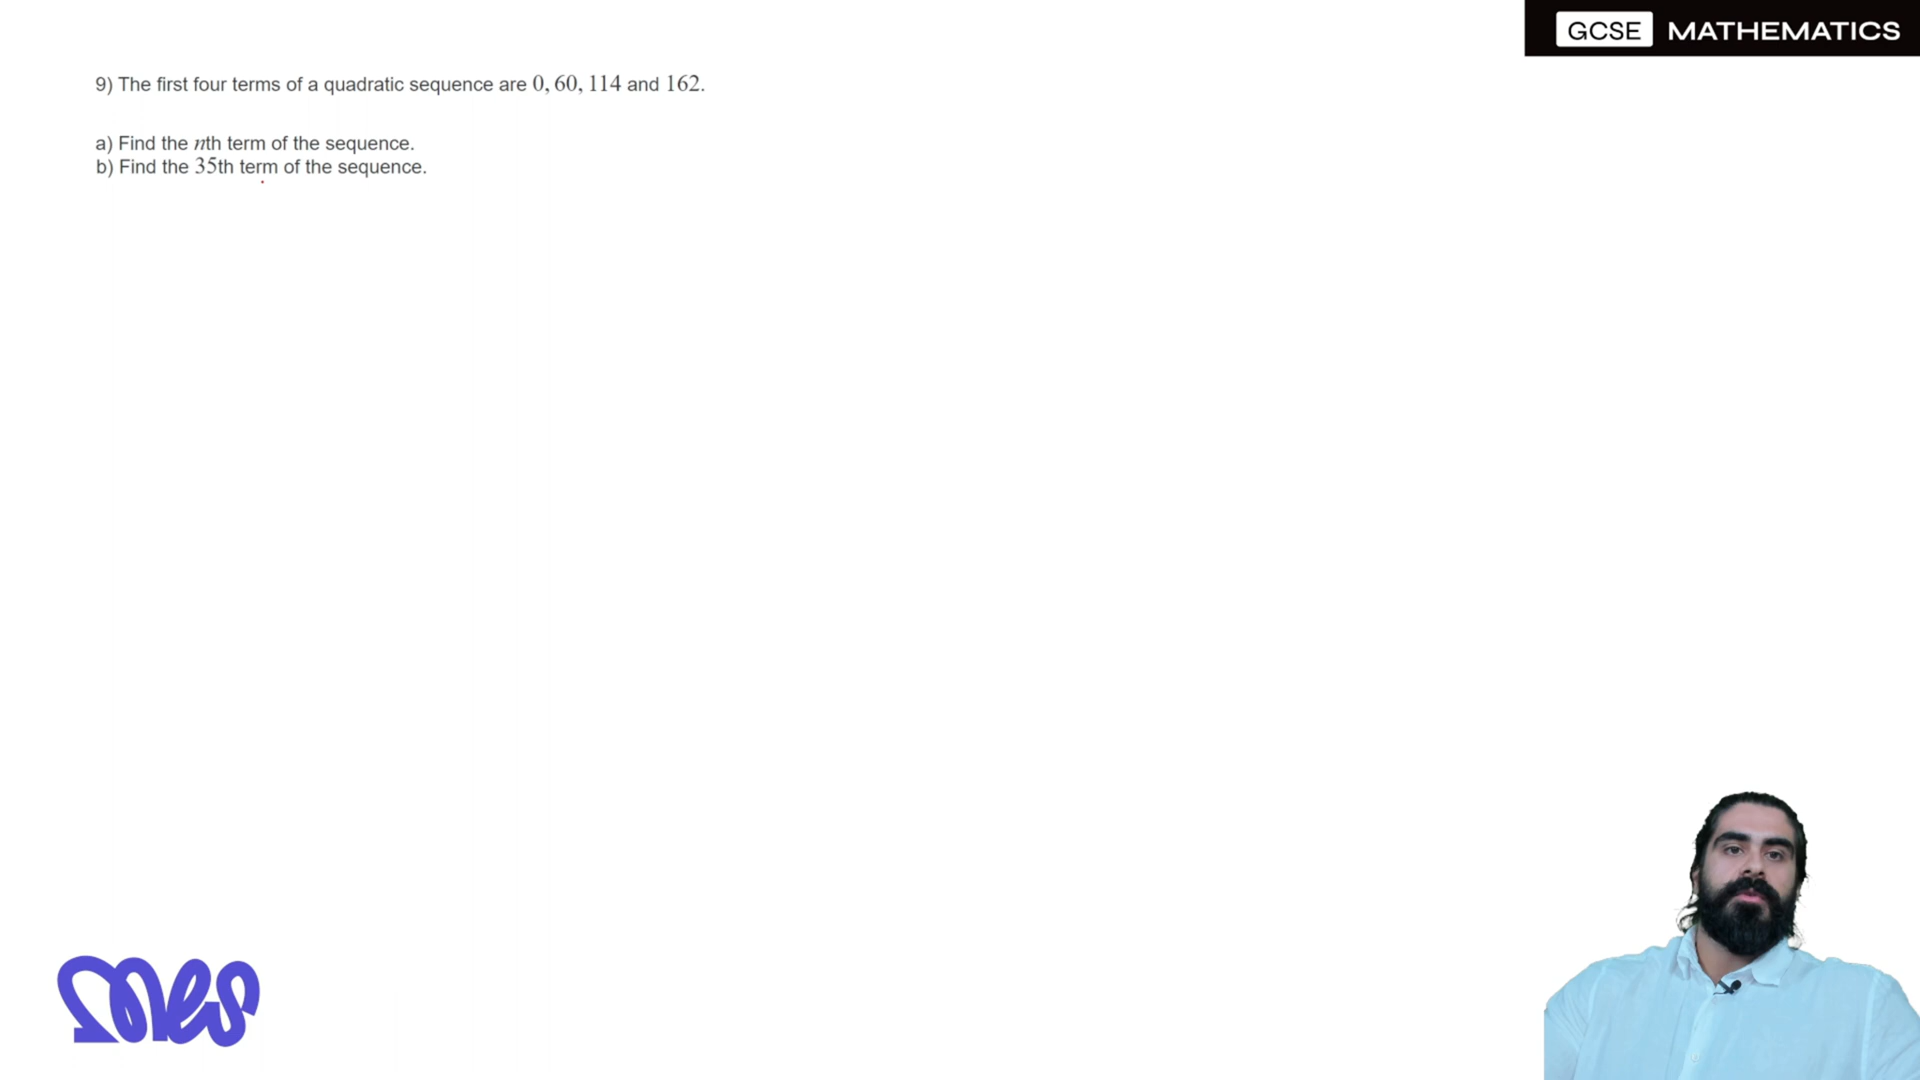 GCSE MATHEMATICS
9) The first four terms of a quadratic sequence are 0, 60, 114 and 162.
a) Find the nth term of the sequence.
b) Find the 35th term of the sequence.
mes